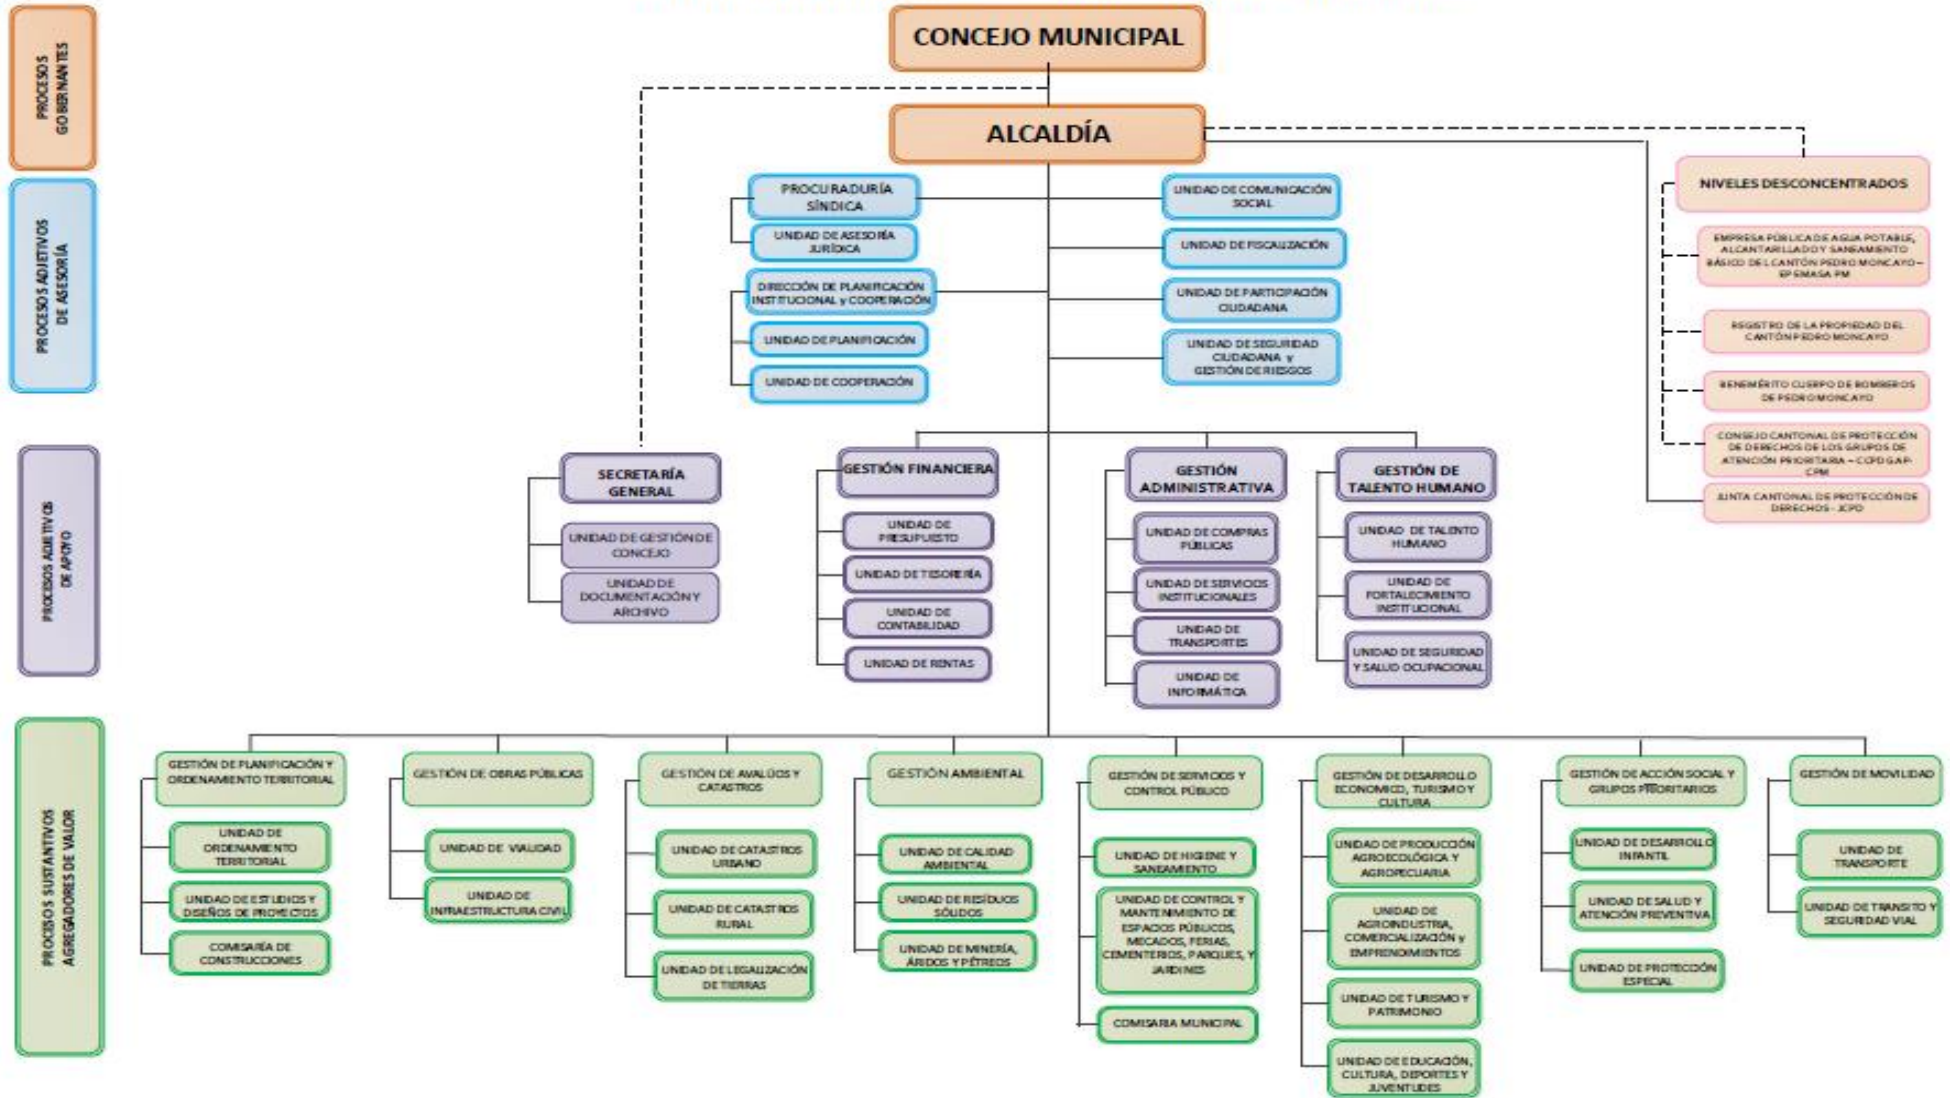 CONCEJO MUNICIPAL
ALCALDÍA
PROCESOS
GOBERNANTES
PROCESOS ADJETIVOS
DE ASESORÍA
PROCURADURÍA
SÍNDICA
UNIDAD DE ASESORÍA
JURÍDICA
DIRECCIÓN DE PLANIFICACIÓN
INSTITUCIONAL y COOPERACIÓN
UNIDAD DE PLANIFICACIÓN
UNIDAD DE COOPERACIÓN
UNIDAD DE COMUNICACIÓN
SOCIAL
UNIDAD DE FISCALIZACIÓN
UNIDAD DE PARTICIPACIÓN
CIUDADANA
UNIDAD DE SEGURIDAD
CIUDADANA y
GESTIÓN DE RIESGOS
NIVELES DESCONCENTRADOS
EMPRESA PÚBLICA DE AGUA POTABLE,
ALCANTARILLADO Y SANEAMIENTO
BÁSICO DEL CANTÓN PEDRO MONCAYO –
EP EMASA PM
REGISTRO DE LA PROPIEDAD DEL
CANTÓN PEDRO MONCAYO
BENEMÉRITO CUERPO DE BOMBEROS
DE PEDRO MONCAYO
CONSEJO CANTONAL DE PROTECCIÓN
DE DERECHOS DE LOS GRUPOS DE
ATENCIÓN PRIORITARIA – CCPDGAP-
CPM
JUNTA CANTONAL DE PROTECCIÓN DE
DERECHOS - JCPD
PROCESOS ADJETIVOS
DE APOYO
SECRETARÍA
GENERAL
UNIDAD DE GESTIÓN DE
CONCEJO
UNIDAD DE
DOCUMENTACIÓN Y
ARCHIVO
GESTIÓN FINANCIERA
UNIDAD DE
PRESUPUESTO
UNIDAD DE TESORERÍA
UNIDAD DE
CONTABILIDAD
UNIDAD DE RENTAS
GESTIÓN
ADMINISTRATIVA
UNIDAD DE COMPRAS
PÚBLICAS
UNIDAD DE SERVICIOS
INSTITUCIONALES
UNIDAD DE
TRANSPORTES
UNIDAD DE
INFORMÁTICA
GESTIÓN DE
TALENTO HUMANO
UNIDAD DE TALENTO
HUMANO
UNIDAD DE
FORTALECIMIENTO
INSTITUCIONAL
UNIDAD DE SEGURIDAD
Y SALUD OCUPACIONAL
PROCESOS SUSTANTIVOS
AGREGADORES DE VALOR
GESTIÓN DE PLANIFICACIÓN Y
ORDENAMIENTO TERRITORIAL
UNIDAD DE
ORDENAMIENTO
TERRITORIAL
UNIDAD DE ESTUDIOS Y
DISEÑOS DE PROYECTOS
COMISARÍA DE
CONSTRUCCIONES
GESTIÓN DE OBRAS PÚBLICAS
UNIDAD DE VIALIDAD
UNIDAD DE
INFRAESTRUCTURA CIVIL
GESTIÓN DE AVALÚOS Y
CATASTROS
UNIDAD DE CATASTROS
URBANO
UNIDAD DE CATASTROS
RURAL
UNIDAD DE LEGALIZACIÓN
DE TIERRAS
GESTIÓN AMBIENTAL
UNIDAD DE CALIDAD
AMBIENTAL
UNIDAD DE RESÍDUOS
SÓLIDOS
UNIDAD DE MINERÍA,
ÁRIDOS Y PÉTREOS
GESTIÓN DE SERVICIOS Y
CONTROL PÚBLICO
UNIDAD DE HIGIENE Y
SANEAMIENTO
UNIDAD DE CONTROL Y
MANTENIMIENTO DE
ESPACIOS PÚBLICOS,
MECADOS, FERIAS,
CEMENTERIOS, PARQUES, Y
JARDINES
COMISARIA MUNICIPAL
GESTIÓN DE DESARROLLO
ECONOMICO, TURISMO Y
CULTURA
UNIDAD DE PRODUCCIÓN
AGROECOLÓGICA Y
AGROPECUARIA
UNIDAD DE
AGROINDUSTRIA,
COMERCIALIZACIÓN y
EMPRENDIMIENTOS
UNIDAD DE TURISMO Y
PATRIMONIO
UNIDAD DE EDUCACIÓN,
CULTURA, DEPORTES Y
JUVENTUDES
GESTIÓN DE ACCIÓN SOCIAL Y
GRUPOS PRIORITARIOS
UNIDAD DE DESARROLLO
INFANTIL
UNIDAD DE SALUD Y
ATENCIÓN PREVENTIVA
UNIDAD DE PROTECCIÓN
ESPECIAL
GESTIÓN DE MOVILIDAD
UNIDAD DE
TRANSPORTE
UNIDAD DE TRANSITO Y
SEGURIDAD VIAL